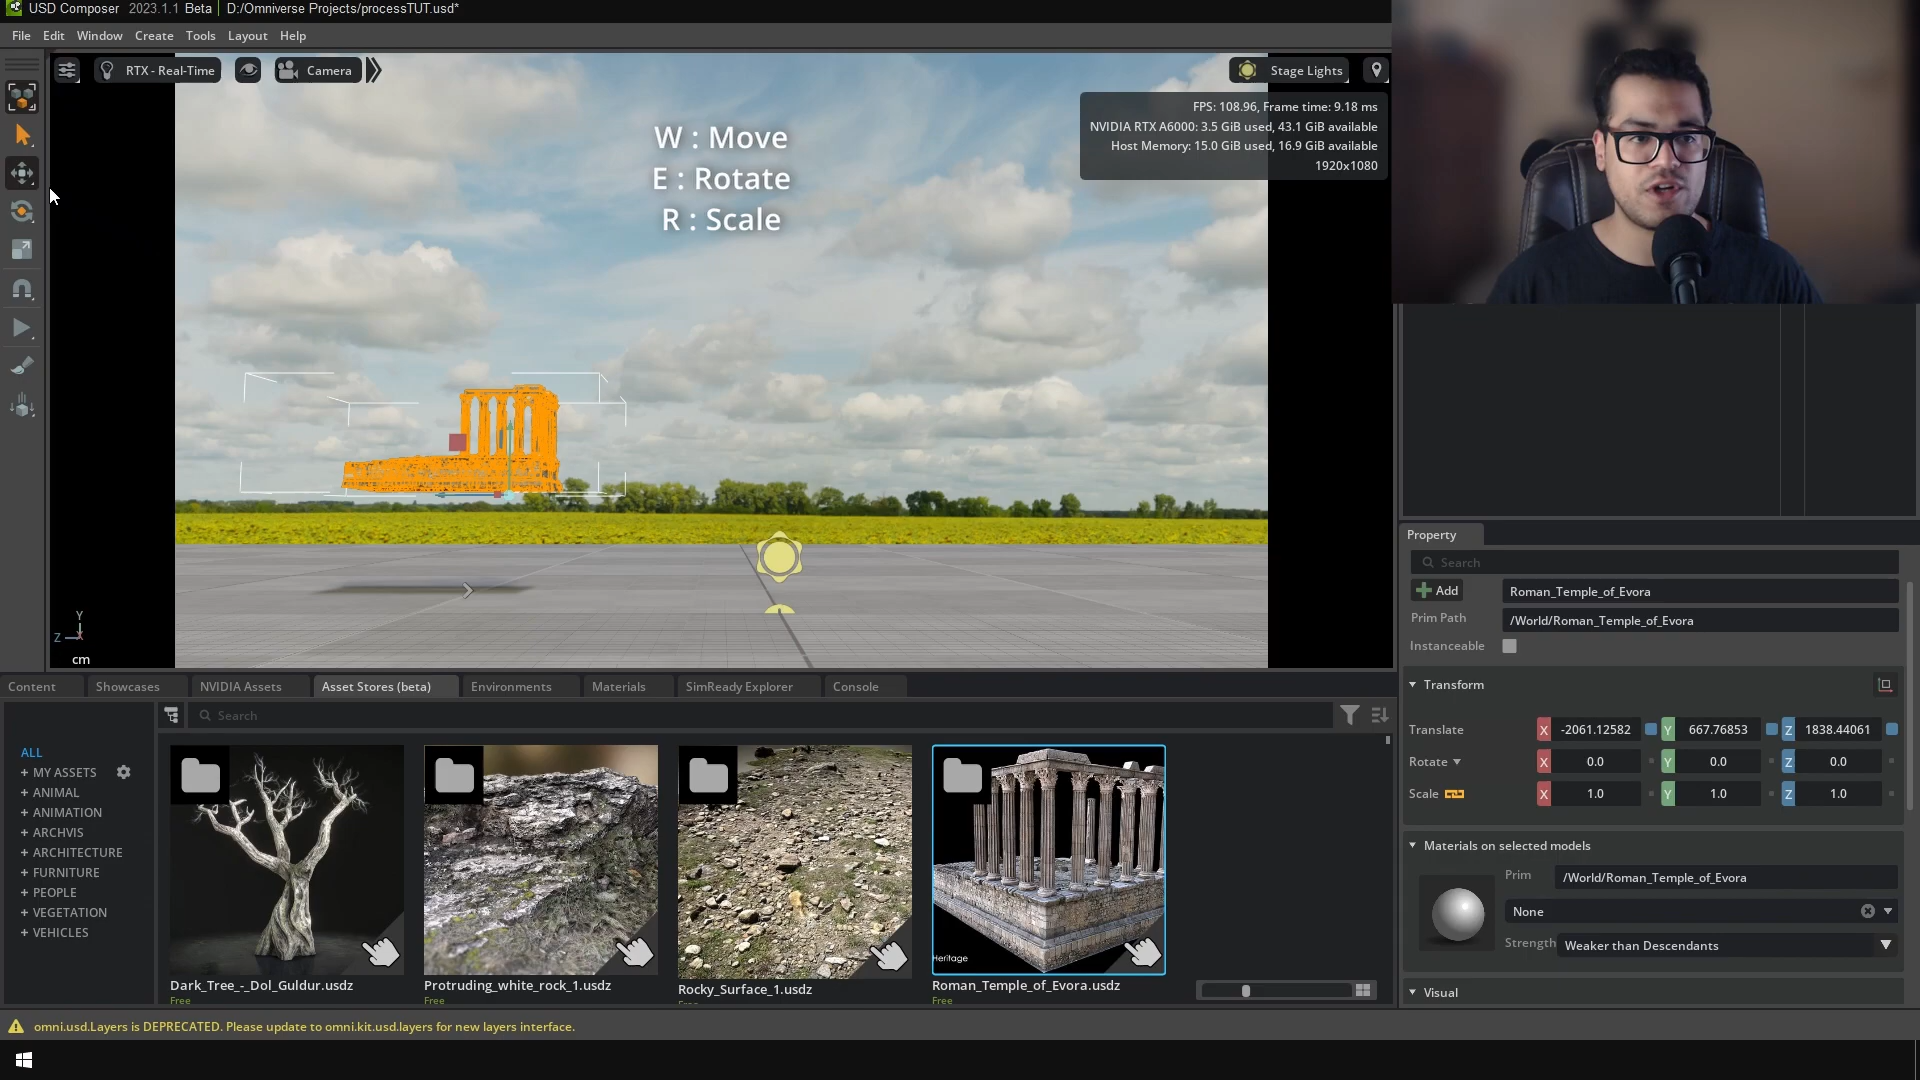 USD Composer 2023.1.1 Beta D:/Omniverse Projects/processTUT.usd*
File Edit Window Create Tools Layout Help
RTX - Real-Time Camera Stage Lights
FPS: 108.96, Frame time: 9.18 ms
NVIDIA RTX A6000: 3.5 GiB used, 43.1 GiB available
Host Memory: 15.0 GiB used, 16.9 GiB available
1920x1080
W : Move
E : Rotate
R : Scale
Y
Z
cm
Property
Search
Add Roman_Temple_of_Evora
Prim Path /World/Roman_Temple_of_Evora
Instanceable
Transform
Translate X -2061.12582 Y 667.76853 Z 1838.44061
Rotate X 0.0 Y 0.0 Z 0.0
Scale X 1.0 Y 1.0 Z 1.0
Materials on selected models
Prim /World/Roman_Temple_of_Evora
None
Strength Weaker than Descendants
Visual
Content Showcases NVIDIA Assets Asset Stores (beta) Environments Materials SimReady Explorer Console
Search
ALL
+ MY ASSETS
+ ANIMAL
+ ANIMATION
+ ARCHVIS
+ ARCHITECTURE
+ FURNITURE
+ PEOPLE
+ VEGETATION
+ VEHICLES
Heritage
Dark_Tree_-_Dol_Guldur.usdz Protruding_white_rock_1.usdz Rocky_Surface_1.usdz Roman_Temple_of_Evora.usdz
Free Free Free Free
omni.usd.Layers is DEPRECATED. Please update to omni.kit.usd.layers for new layers interface.